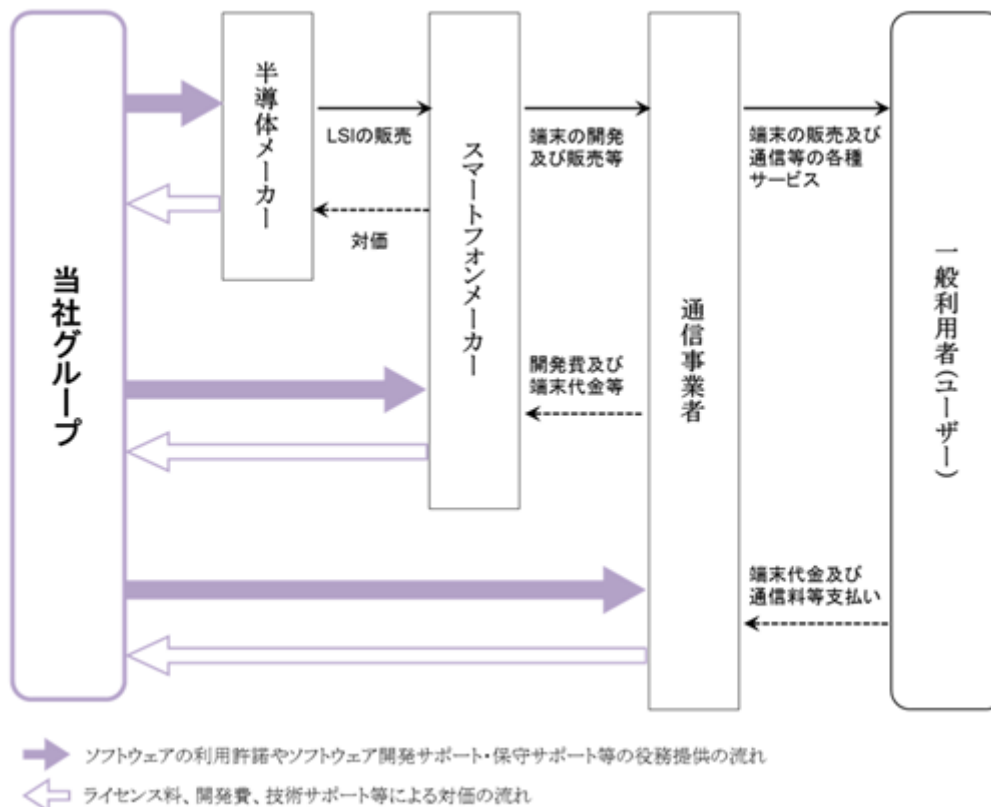 当社グループ
半導体メーカー
LSIの販売
対価
スマートフォンメーカー
端末の開発
及び販売等
開発費及び
端末代金等
通信事業者
端末の販売及び
通信等の各種
サービス
端末代金及び
通信料等支払い
一般利用者(ユーザー)
ソフトウェアの利用許諾やソフトウェア開発サポート・保守サポート等の役務提供の流れ
ライセンス料、開発費、技術サポート等による対価の流れ